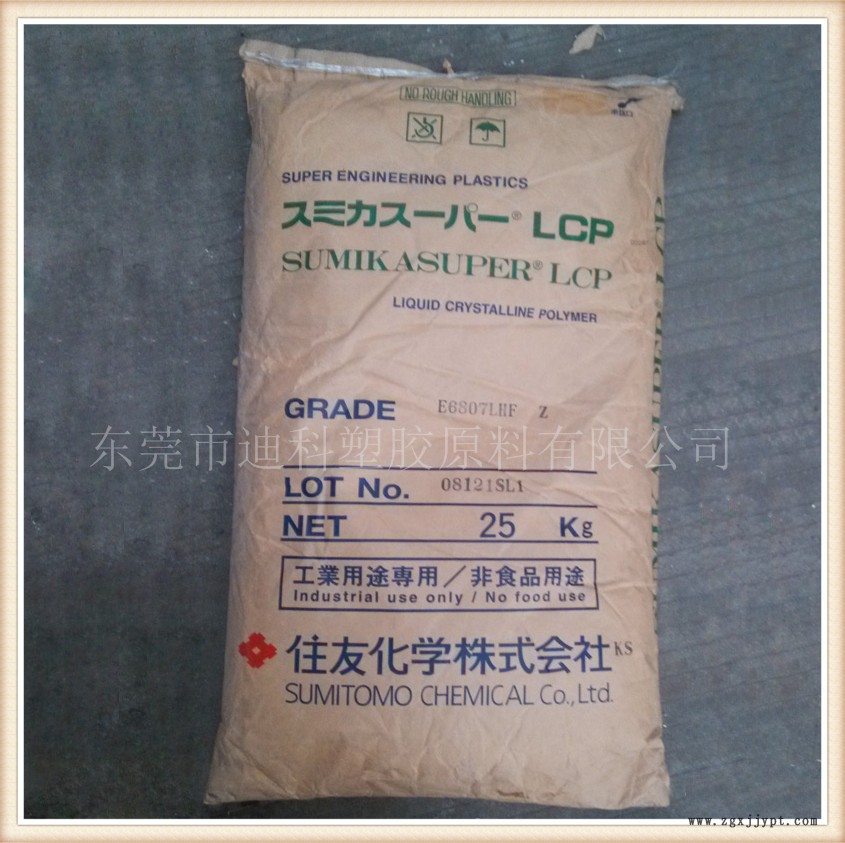 NO ROUGH HANDLING
SUPER ENGINEERING PLASTICS
スミカスーパー® LCP
SUMIKASUPER® LCP
LIQUID CRYSTALLINE POLYMER
GRADE E6807LHF Z
东莞市迪科塑胶原料有限公司
LOT No. 08121SL1
NET 25 Kg
工業用途専用／非食品用途
Industrial use only / No food use
住友化学株式会社 KS
SUMITOMO CHEMICAL Co., Ltd.
www.zgxjjypt.com